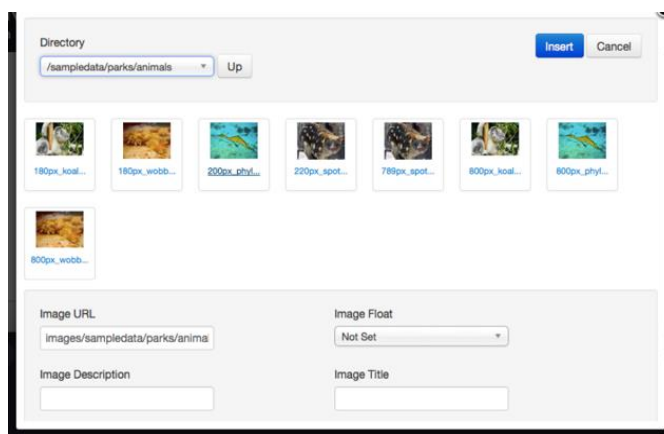 Directory
Insert
Cancel
/sampledata/parks/animals
Up
180px_koal...
180px_wobb...
200px_phyl...
220px_spot...
789px_spot...
800px_koal...
800px_phyl...
800px_wobb...
Image URL
Image Float
images/sampledata/parks/anima
Not Set
Image Description
Image Title